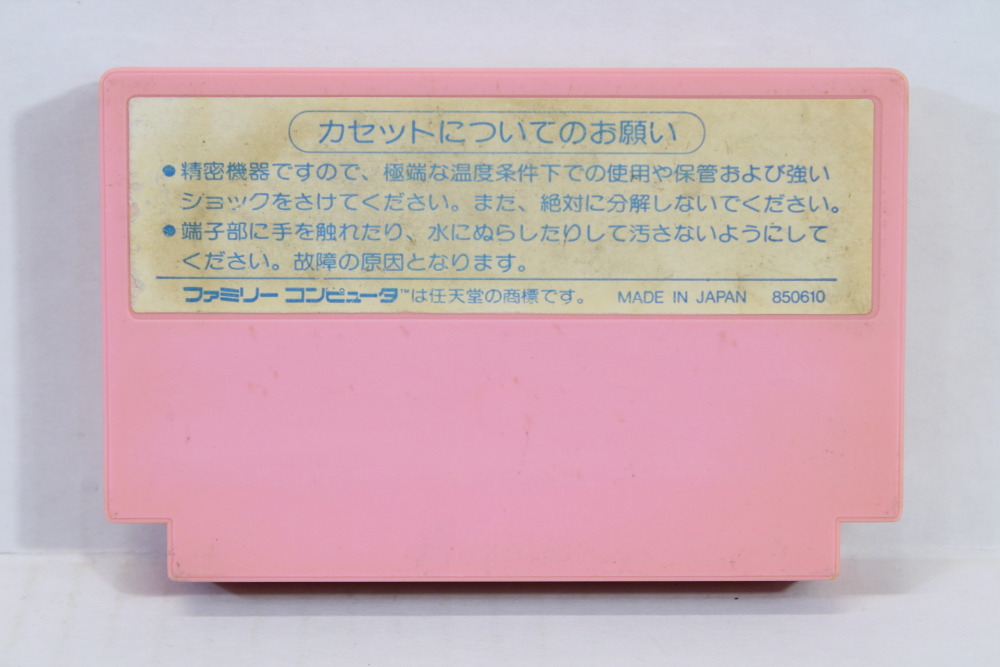 カセットについてのお願い
●精密機器ですので、極端な温度条件下での使用や保管および強い
ショックをさけてください。また、絶対に分解しないでください。
●端子部に手を触れたり、水にぬらしたりして汚さないようにして
ください。故障の原因となります。
ファミリー コンピュータ™は任天堂の商標です。 MADE IN JAPAN 850610